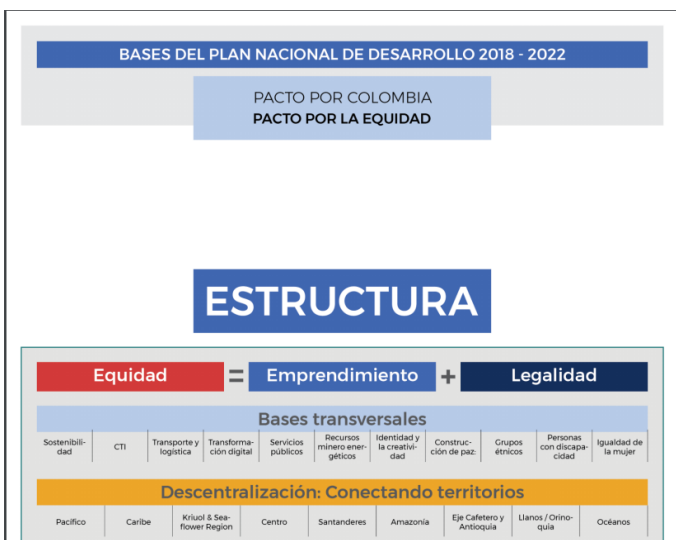 BASES DEL PLAN NACIONAL DE DESARROLLO 2018 - 2022
PACTO POR COLOMBIA
PACTO POR LA EQUIDAD
ESTRUCTURA
Equidad = Emprendimiento + Legalidad
Bases transversales
Sostenibili-
dad
CTI
Transporte y
logística
Transforma-
ción digital
Servicios
públicos
Recursos
minero ener-
géticos
Identidad y
la creativi-
dad
Construc-
ción de paz:
Grupos
étnicos
Personas
con discapa-
cidad
Igualdad de
la mujer
Descentralización: Conectando territorios
Pacífico
Caribe
Kriuol & Sea-
flower Region
Centro
Santanderes
Amazonía
Eje Cafetero y
Antioquia
Llanos / Orino-
quia
Océanos